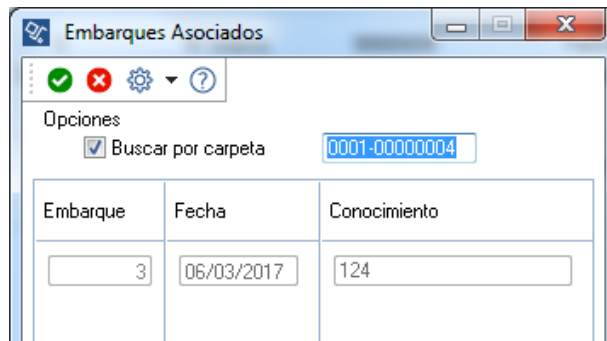 Embarques Asociados
Opciones
Buscar por carpeta 0001-00000004
Embarque Fecha Conocimiento
3 06/03/2017 124